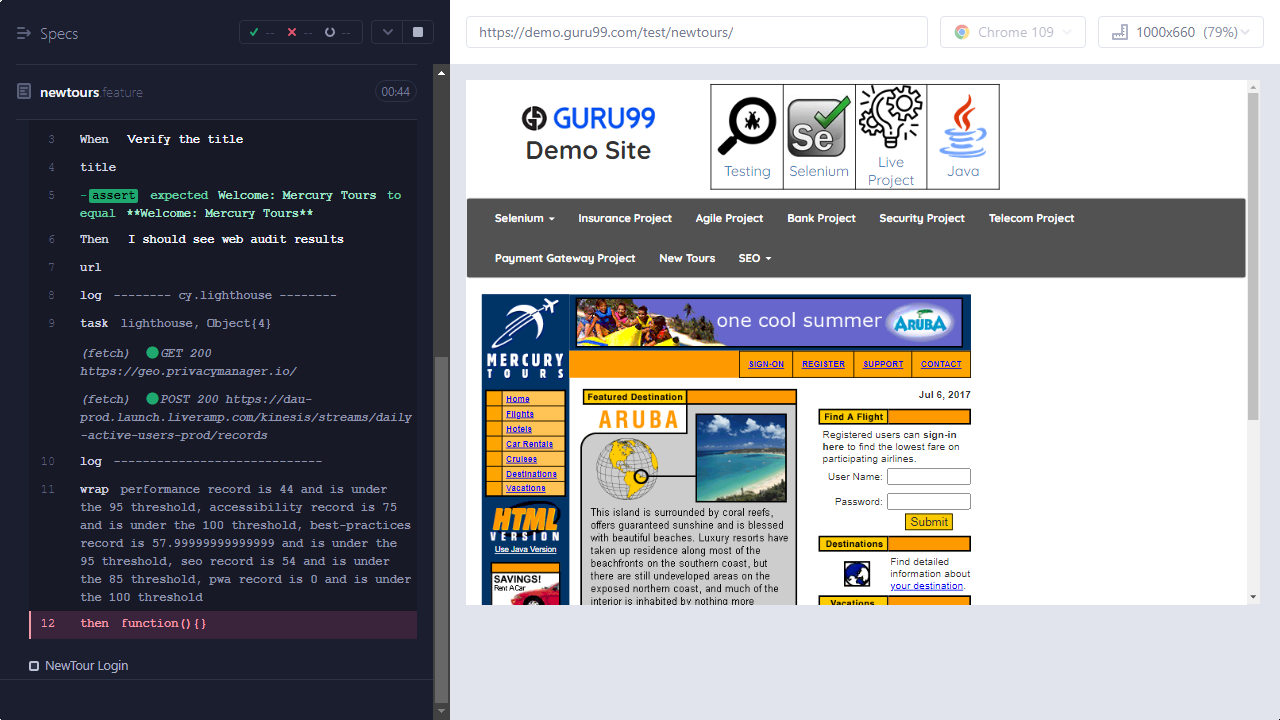 Specs
-- -- --
newtours feature
00:44
3 When Verify the title
4 title
5 -assert expected Welcome: Mercury Tours to
equal **Welcome: Mercury Tours**
6 Then I should see web audit results
7 url
8 log -------- cy.lighthouse --------
9 task lighthouse, Object{4}
(fetch) GET 200
https://geo.privacymanager.io/
(fetch) POST 200 https://dau-
prod.launch.liveramp.com/kinesis/streams/daily
-active-users-prod/records
10 log ------------------------
11 wrap performance record is 44 and is under
the 95 threshold, accessibility record is 75
and is under the 100 threshold, best-practices
record is 57.99999999999999 and is under the
95 threshold, seo record is 54 and is under
the 85 threshold, pwa record is 0 and is under
the 100 threshold
12 then function(){}
NewTour Login
https://demo.guru99.com/test/newtours/
Chrome 109
1000x660 (79%)
GURU99
Demo Site
Testing
Se
Selenium
Live
Project
Java
Selenium Insurance Project Agile Project Bank Project Security Project Telecom Project
Payment Gateway Project New Tours SEO
MERCURY
TOURS
one cool summer
ARUBA
SIGN-ON REGISTER SUPPORT CONTACT
Home
Flights
Hotels
Car Rentals
Cruises
Destinations
Vacations
HTML
VERSION
Use Java Version
SAVINGS!
Rent A Car
Featured Destination
ARUBA
This island is surrounded by coral reefs,
offers guaranteed sunshine and is blessed
with beautiful beaches. Luxury resorts have
taken up residence along most of the
beachfronts on the southern coast, but
there are still undeveloped areas on the
exposed northern coast, and much of the
interior is inhabited by nothing more
Jul 6, 2017
Find A Flight
Registered users can sign-in
here to find the lowest fare on
participating airlines.
User Name:
Password:
Submit
Destinations
Find detailed
information about
your destination.
Vacations